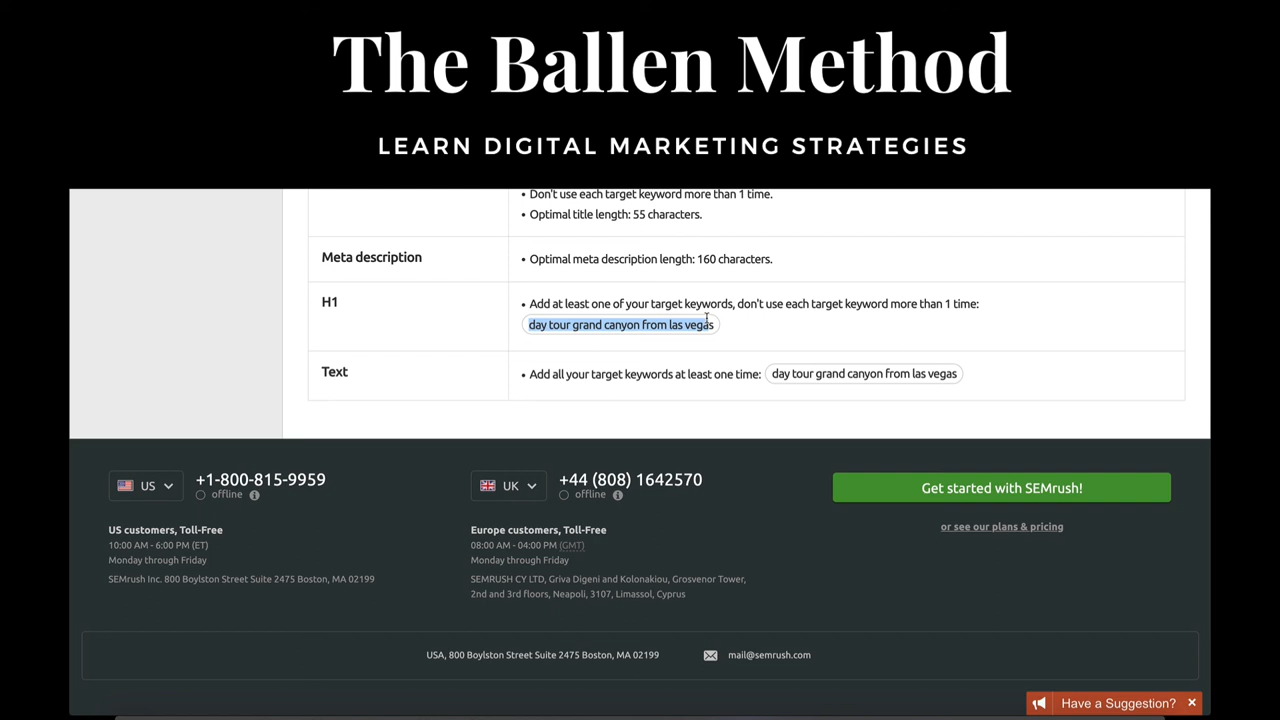 The Ballen Method
LEARN DIGITAL MARKETING STRATEGIES
• Don't use each target keyword more than 1 time.
• Optimal title length: 55 characters.
Meta description
• Optimal meta description length: 160 characters.
H1
• Add at least one of your target keywords, don't use each target keyword more than 1 time:
day tour grand canyon from las vegas
Text
• Add all your target keywords at least one time: day tour grand canyon from las vegas
US
+1-800-815-9959
offline
US customers, Toll-Free
10:00 AM - 6:00 PM (ET)
Monday through Friday
SEMrush Inc. 800 Boylston Street Suite 2475 Boston, MA 02199
UK
+44 (808) 1642570
offline
Europe customers, Toll-Free
08:00 AM - 04:00 PM (GMT)
Monday through Friday
SEMRUSH CY LTD, Griva Digeni and Kolonakiou, Grosvenor Tower,
2nd and 3rd floors, Neapoli, 3107, Limassol, Cyprus
Get started with SEMrush!
or see our plans & pricing
USA, 800 Boylston Street Suite 2475 Boston, MA 02199
mail@semrush.com
Have a Suggestion? ×